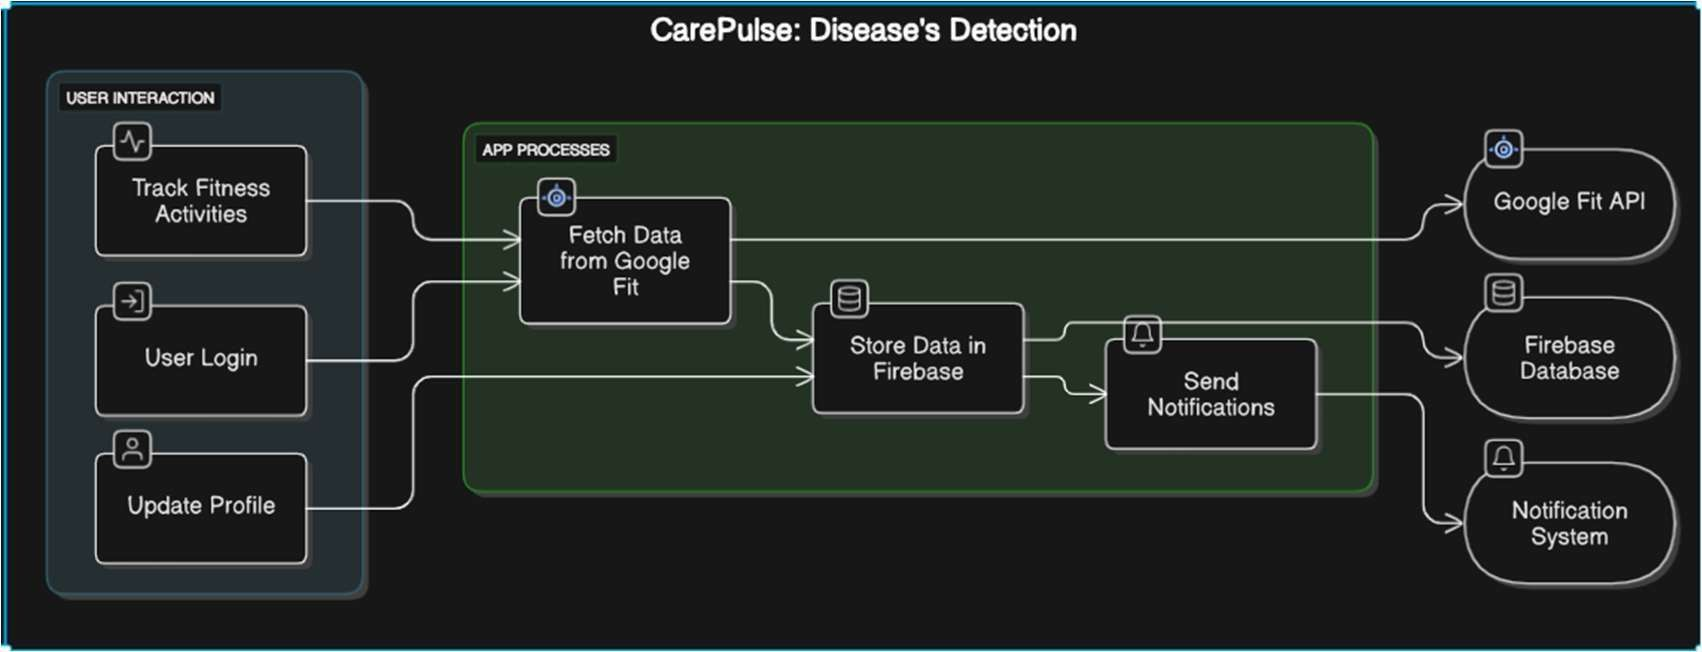 CarePulse: Disease's Detection
USER INTERACTION
Track Fitness
Activities
User Login
Update Profile
APP PROCESSES
Fetch Data
from Google
Fit
Store Data in
Firebase
Send
Notifications
Google Fit API
Firebase
Database
Notification
System